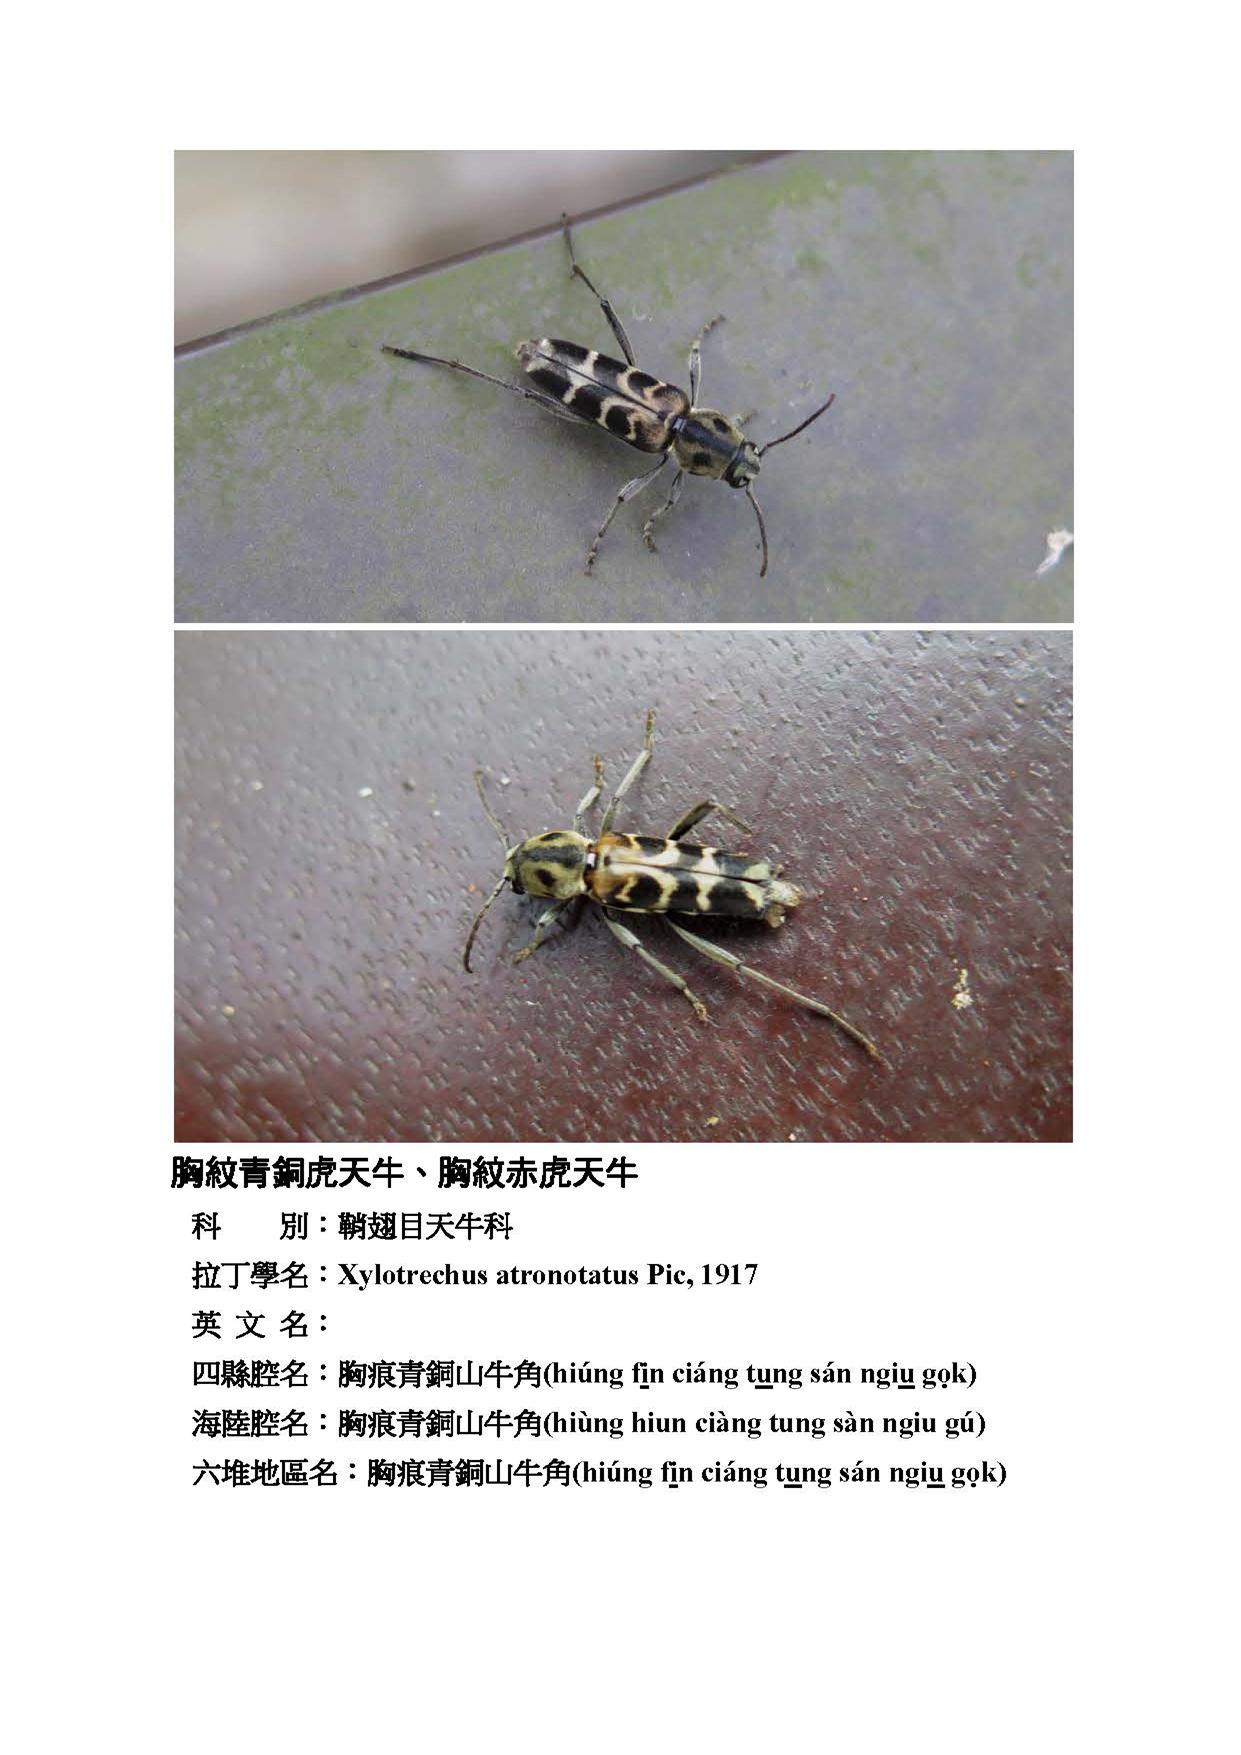 胸紋青銅虎天牛、胸紋赤虎天牛
科　　別：鞘翅目天牛科
拉丁學名：Xylotrechus atronotatus Pic, 1917
英 文 名：
四縣腔名：胸痕青銅山牛角(hiúng fi̲n ciáng tu̲ng sán ngiu̲ gọk)
海陸腔名：胸痕青銅山牛角(hiùng hiun ciàng tung sàn ngiu gú)
六堆地區名：胸痕青銅山牛角(hiúng fi̲n ciáng tu̲ng sán ngiu̲ gọk)